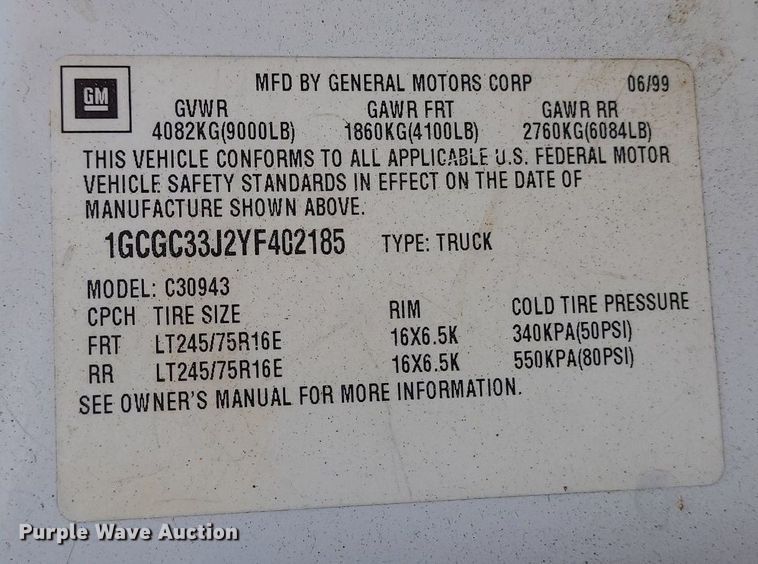 GM
MFD BY GENERAL MOTORS CORP 06/99
GVWR GAWR FRT GAWR RR
4082KG(9000LB) 1860KG(4100LB) 2760KG(6084LB)
THIS VEHICLE CONFORMS TO ALL APPLICABLE U.S. FEDERAL MOTOR
VEHICLE SAFETY STANDARDS IN EFFECT ON THE DATE OF
MANUFACTURE SHOWN ABOVE.
1GCGC33J2YF402185 TYPE: TRUCK
MODEL: C30943
CPCH TIRE SIZE RIM COLD TIRE PRESSURE
FRT LT245/75R16E 16X6.5K 340KPA(50PSI)
RR LT245/75R16E 16X6.5K 550KPA(80PSI)
SEE OWNER'S MANUAL FOR MORE INFORMATION.
Purple Wave Auction